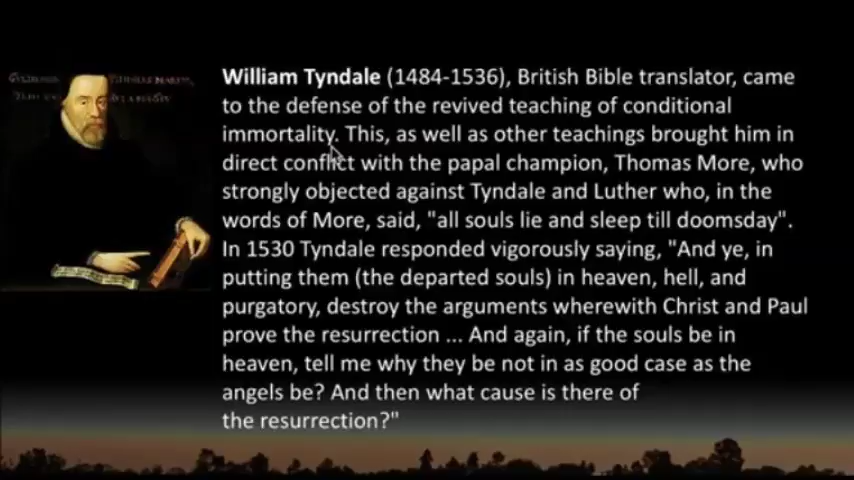 William Tyndale (1484-1536), British Bible translator, came
to the defense of the revived teaching of conditional
immortality. This, as well as other teachings brought him in
direct conflict with the papal champion, Thomas More, who
strongly objected against Tyndale and Luther who, in the
words of More, said, "all souls lie and sleep till doomsday".
In 1530 Tyndale responded vigorously saying, "And ye, in
putting them (the departed souls) in heaven, hell, and
purgatory, destroy the arguments wherewith Christ and Paul
prove the resurrection ... And again, if the souls be in
heaven, tell me why they be not in as good case as the
angels be? And then what cause is there of
the resurrection?"